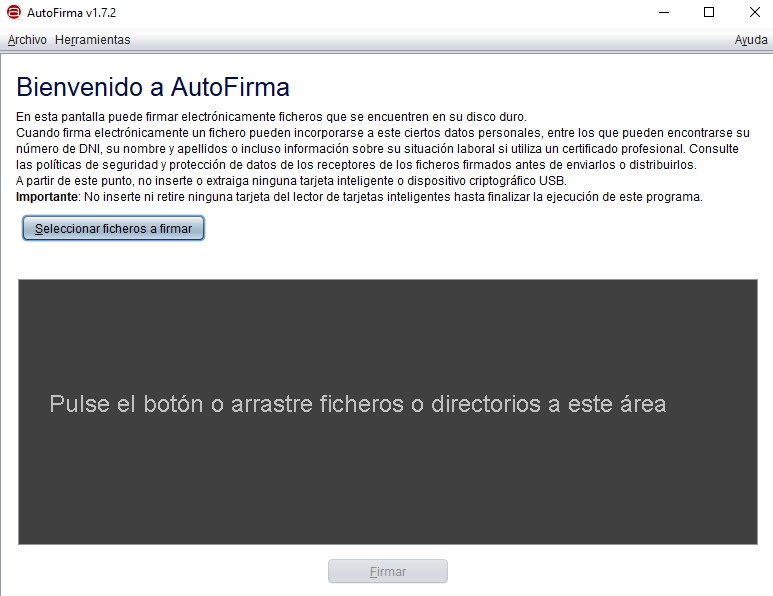 AutoFirma v1.7.2
Archivo Herramientas Ayuda
Bienvenido a AutoFirma
En esta pantalla puede firmar electrónicamente ficheros que se encuentren en su disco duro.
Cuando firma electrónicamente un fichero pueden incorporarse a este ciertos datos personales, entre los que pueden encontrarse su
número de DNI, su nombre y apellidos o incluso información sobre su situación laboral si utiliza un certificado profesional. Consulte
las políticas de seguridad y protección de datos de los receptores de los ficheros firmados antes de enviarlos o distribuirlos.
A partir de este punto, no inserte o extraiga ninguna tarjeta inteligente o dispositivo criptográfico USB.
Importante: No inserte ni retire ninguna tarjeta del lector de tarjetas inteligentes hasta finalizar la ejecución de este programa.
Seleccionar ficheros a firmar
Pulse el botón o arrastre ficheros o directorios a este área
Firmar